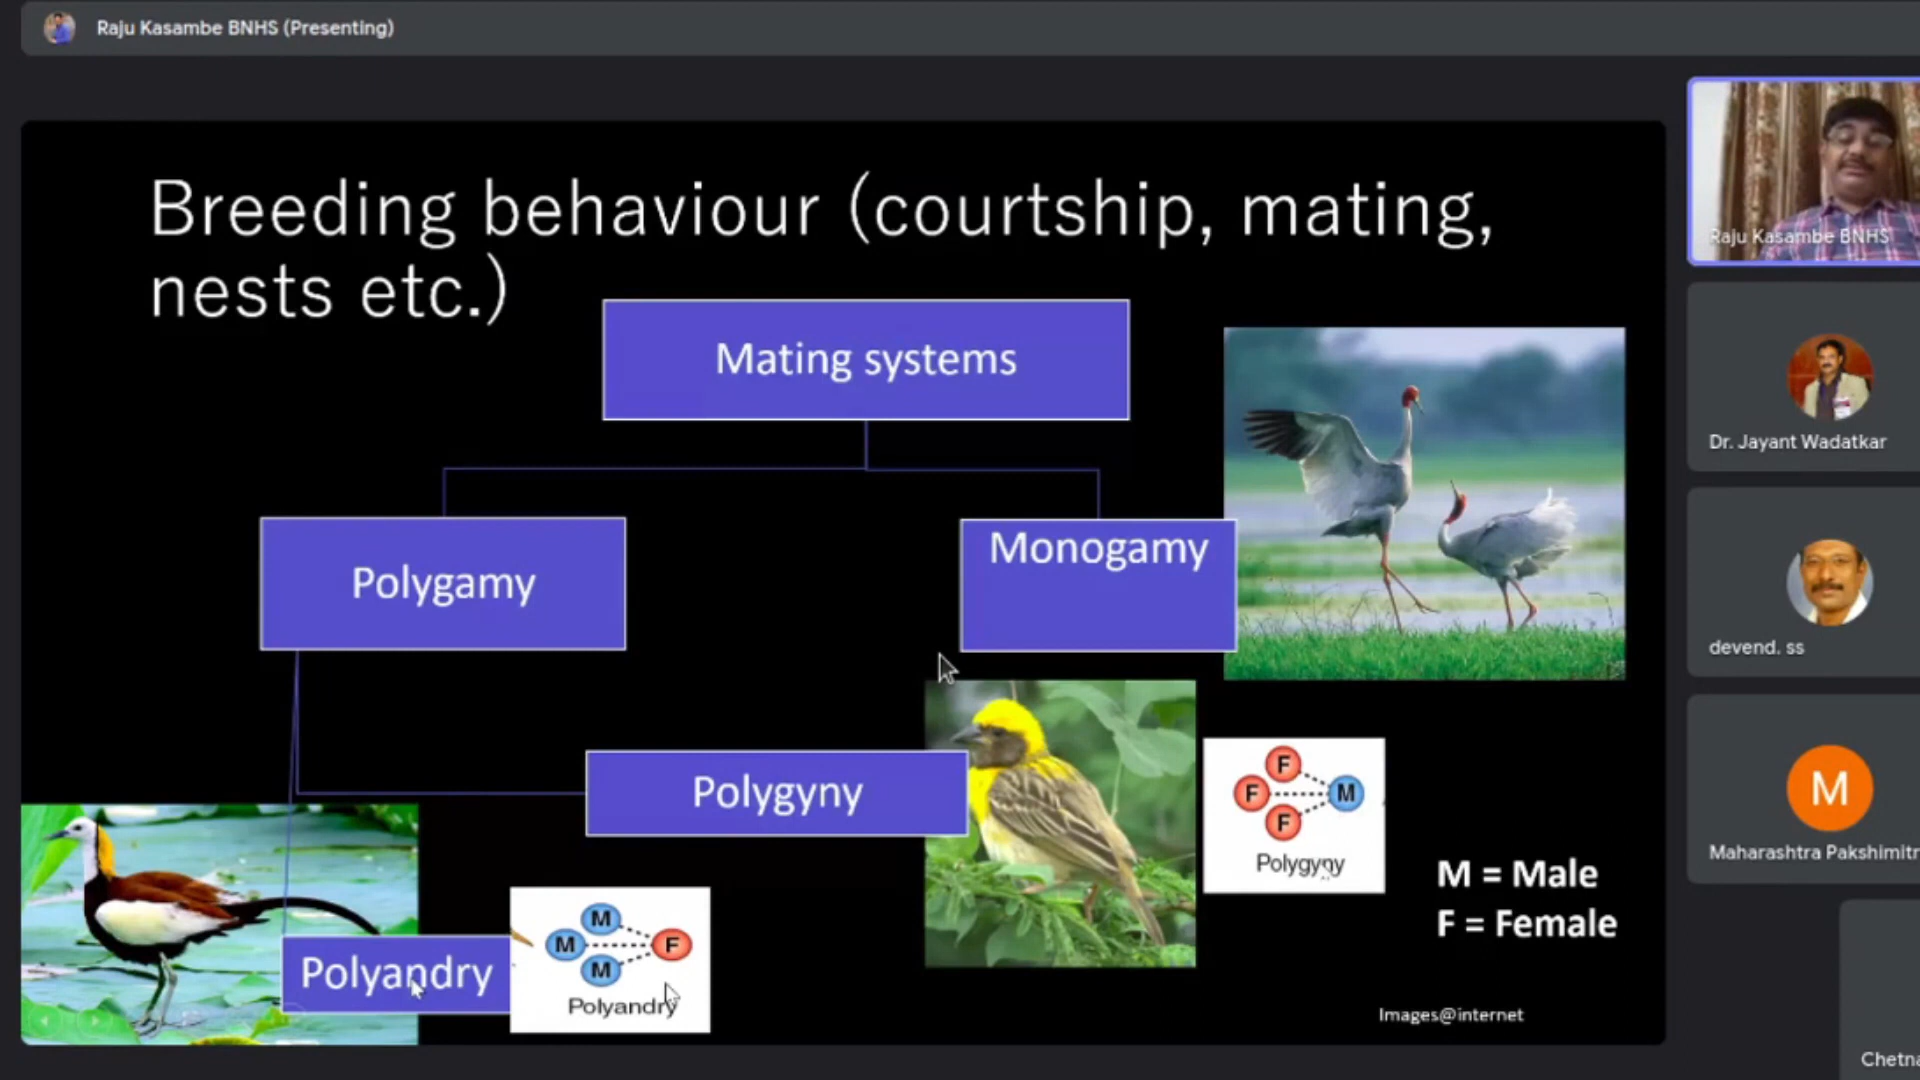 Raju Kasambe BNHS (Presenting)
Breeding behaviour (courtship, mating,
nests etc.)
Mating systems
Polygamy
Monogamy
Polygyny
F
F
M
F
Polygyny
M = Male
F = Female
Polyandry
M
M
F
M
Polyandry
Images@internet
Raju Kasambe BNHS
Dr. Jayant Wadatkar
devend. ss
M
Maharashtra Pakshimitr
Chetna